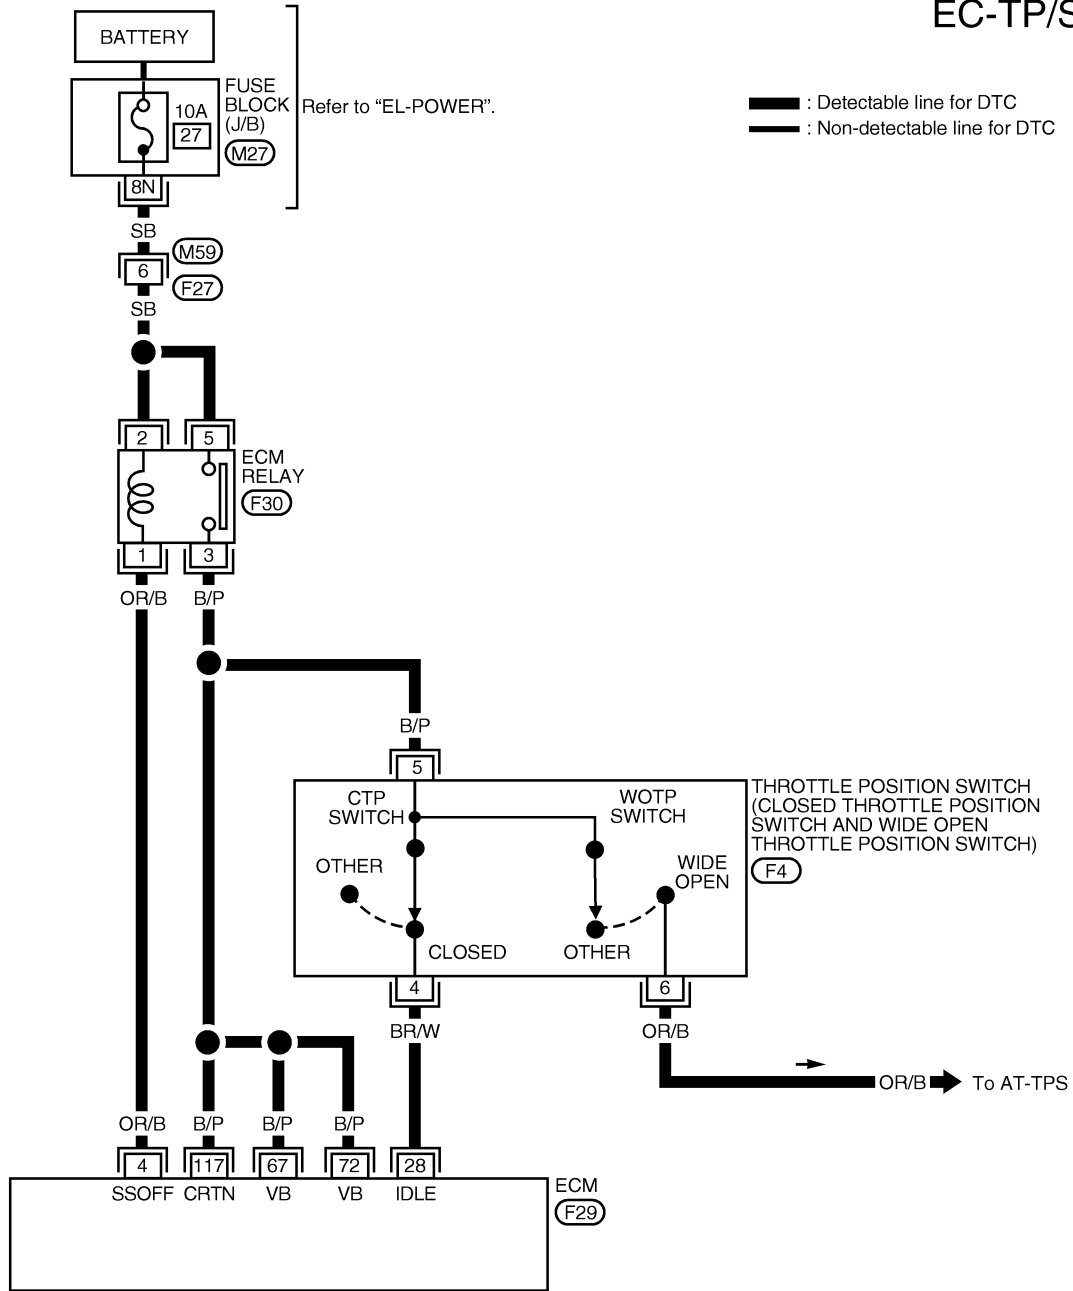 EC-TP/S
BATTERY
FUSE
BLOCK
(J/B)
M27
10A
27
Refer to “EL-POWER”.
: Detectable line for DTC
: Non-detectable line for DTC
8N
SB
M59
6
F27
SB
2
5
ECM
RELAY
F30
1
3
OR/B
B/P
B/P
5
CTP
SWITCH
WOTP
SWITCH
THROTTLE POSITION SWITCH
(CLOSED THROTTLE POSITION
SWITCH AND WIDE OPEN
THROTTLE POSITION SWITCH)
F4
OTHER
WIDE
OPEN
CLOSED
OTHER
4
6
BR/W
OR/B
OR/B
To AT-TPS
OR/B
B/P
B/P
B/P
4
117
67
72
28
SSOFF
CRTN
VB
VB
IDLE
ECM
F29